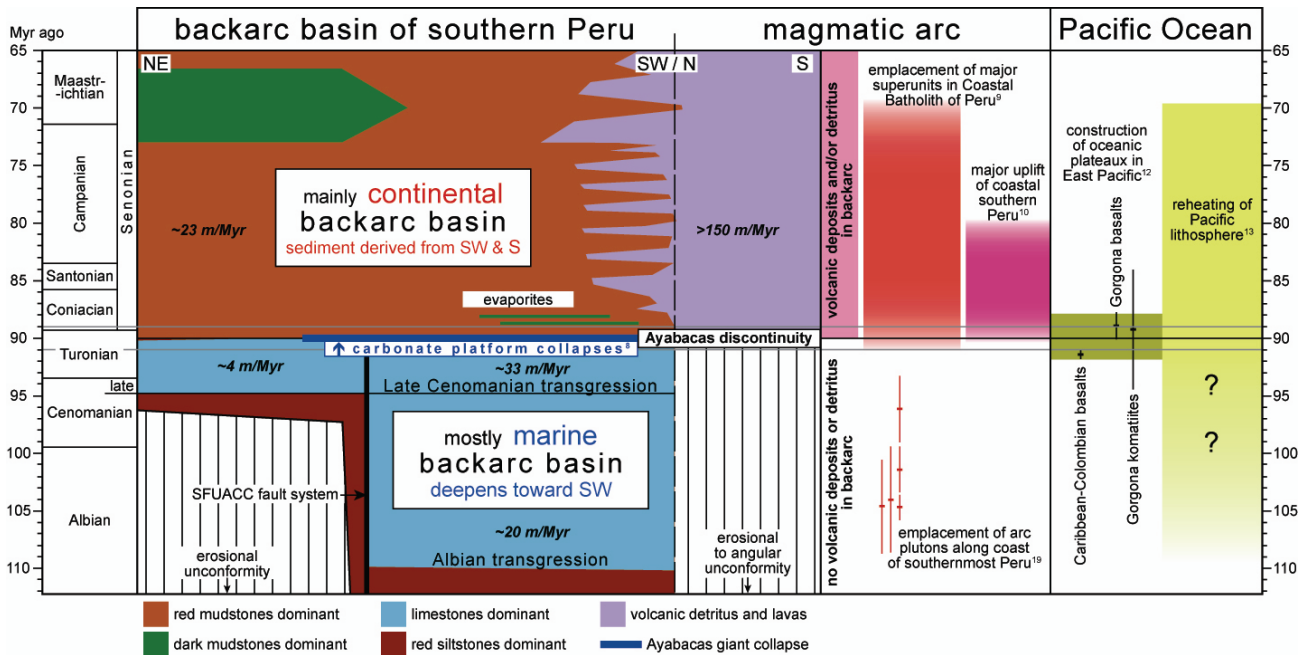 Myr ago
backarc basin of southern Peru
magmatic arc
Pacific Ocean
65
70
75
80
85
90
95
100
105
110
Maastr-
-ichtian
Campanian
Santonian
Coniacian
Senonian
Turonian
late
Cenomanian
Albian
NE
SW / N
S
~23 m/Myr
mainly continental
backarc basin
sediment derived from SW & S
>150 m/Myr
evaporites
Ayabacas discontinuity
carbonate platform collapses⁸
~4 m/Myr
~33 m/Myr
Late Cenomanian transgression
mostly marine
backarc basin
deepens toward SW
SFUACC fault system
~20 m/Myr
Albian transgression
erosional
unconformity
erosional
to angular
unconformity
volcanic deposits and/or detritus
in backarc
no volcanic deposits or detritus
in backarc
emplacement of major
superunits in Coastal
Batholith of Peru⁹
major uplift
of coastal
southern
Peru¹⁰
emplacement of arc
plutons along coast
of southernmost Peru¹⁹
construction
of oceanic
plateaux in
East Pacific¹²
Gorgona basalts
Caribbean-Colombian basalts
Gorgona komatiites
reheating of
Pacific
lithosphere¹³
?
?
65
70
75
80
85
90
95
100
105
110
red mudstones dominant
limestones dominant
volcanic detritus and lavas
dark mudstones dominant
red siltstones dominant
Ayabacas giant collapse